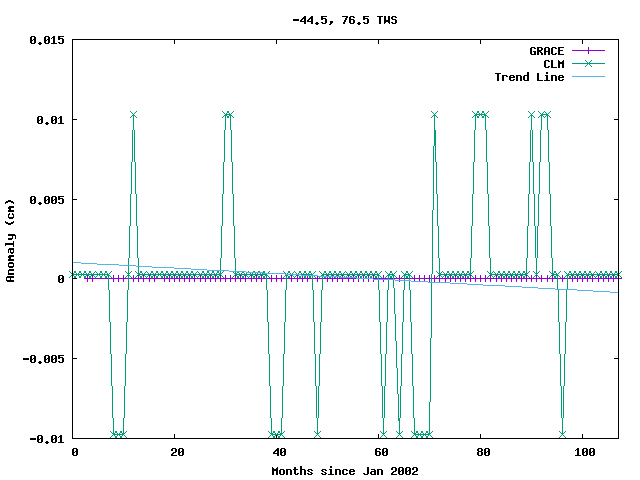 -44.5, 76.5 TWS
0.015
0.01
0.005
0
-0.005
-0.01
Anomaly (cm)
GRACE
CLM
Trend Line
0 20 40 60 80 100
Months since Jan 2002